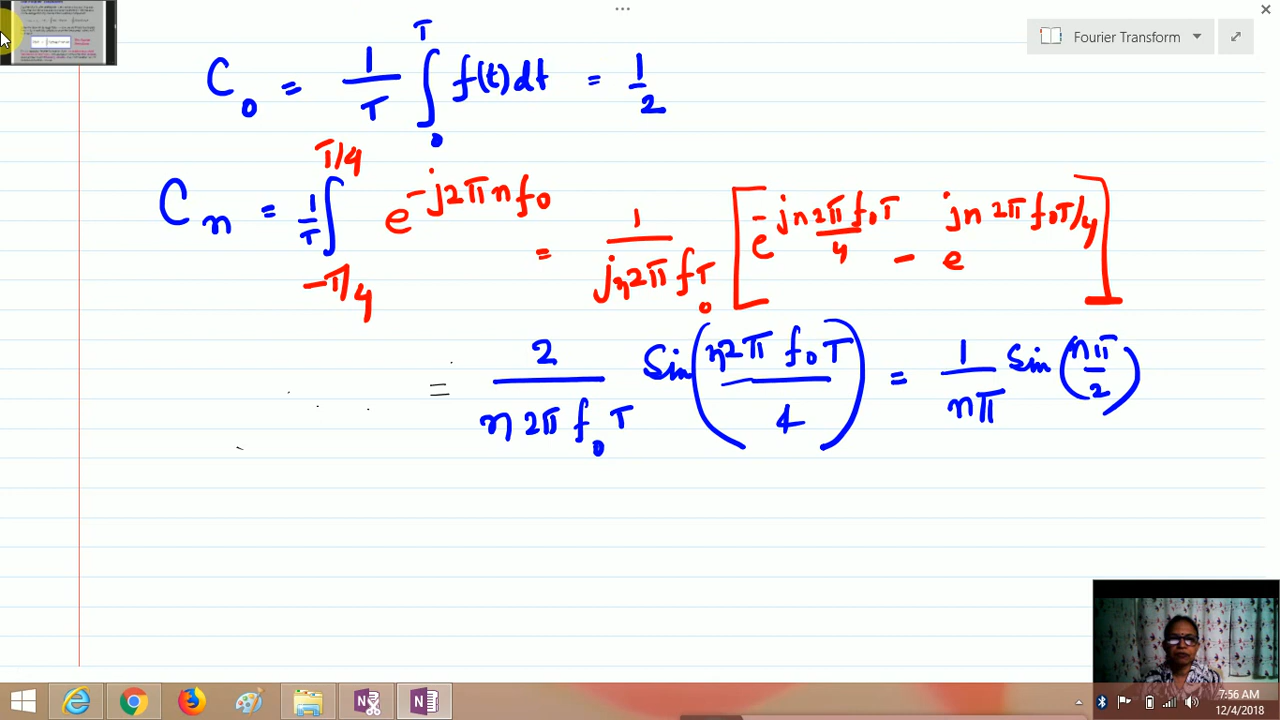 Fourier Transform
C₀ = 1/T ∫₀ᵀ f(t)dt = 1/2
Cₙ = 1/T ∫_{-T/4}^{T/4} e^{-j2πnf₀} = 1/(jn2πf₀T) [e^{-jn2πf₀T/4} - e^{jn2πf₀T/4}]
= 2/(n2πf₀T) Sin(n2πf₀T/4) = 1/(nπ) Sin(nπ/2)
7:56 AM
12/4/2018